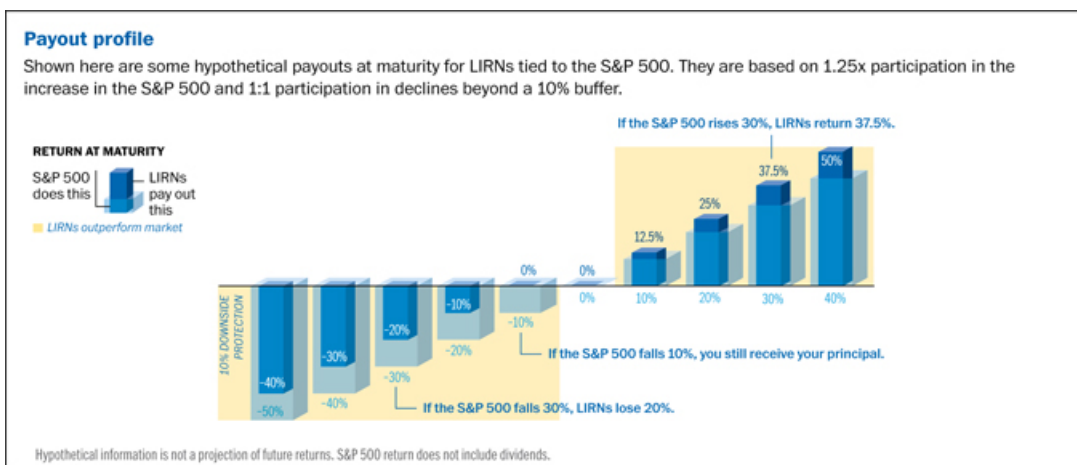 Payout profile
Shown here are some hypothetical payouts at maturity for LIRNs tied to the S&P 500. They are based on 1.25x participation in the
increase in the S&P 500 and 1:1 participation in declines beyond a 10% buffer.
If the S&P 500 rises 30%, LIRNs return 37.5%.
RETURN AT MATURITY
S&P 500
does this
LIRNs
pay out
this
LIRNs outperform market
10% DOWNSIDE
PROTECTION
0%
0%
12.5%
25%
37.5%
50%
0%
10%
20%
30%
40%
-40%
-30%
-20%
-10%
-50%
-40%
-30%
-20%
-10%
If the S&P 500 falls 10%, you still receive your principal.
If the S&P 500 falls 30%, LIRNs lose 20%.
Hypothetical information is not a projection of future returns. S&P 500 return does not include dividends.